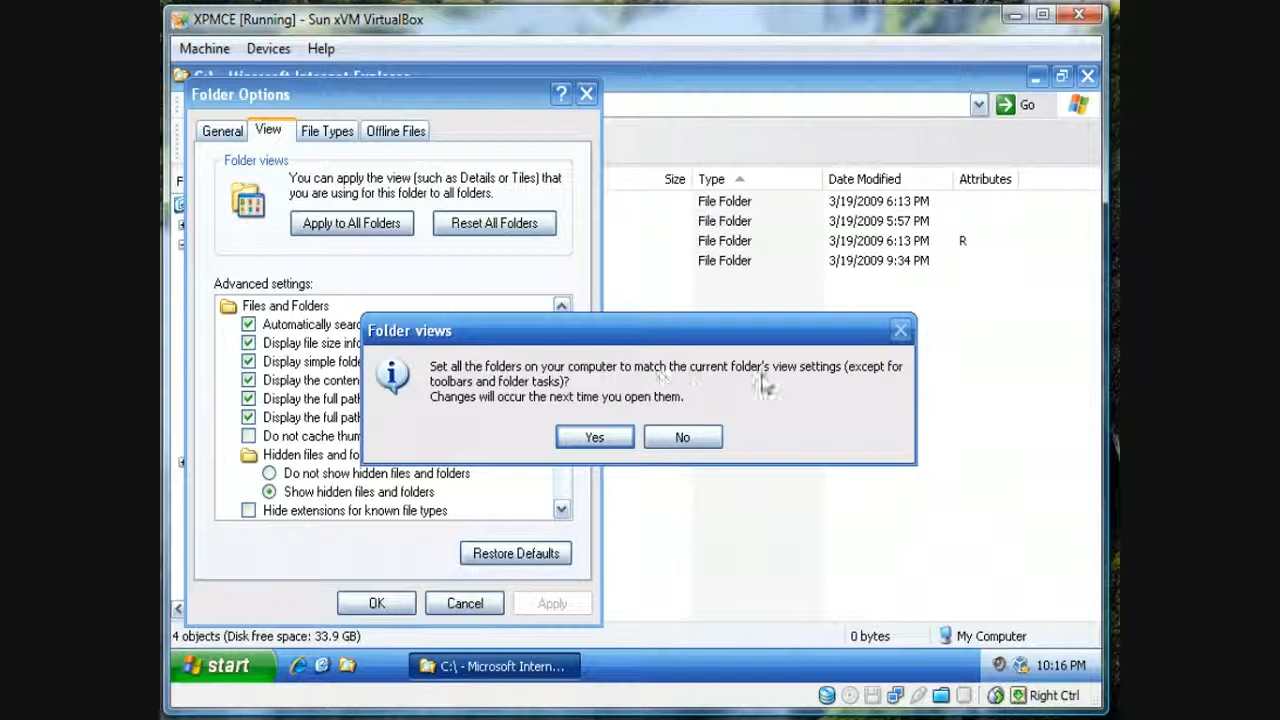 XPMCE [Running] - Sun xVM VirtualBox
Machine Devices Help
C:\ - Microsoft Internet Explorer
Folder Options
Go
General View File Types Offline Files
Folder views
You can apply the view (such as Details or Tiles) that
you are using for this folder to all folders.
Apply to All Folders Reset All Folders
Size Type Date Modified Attributes
File Folder 3/19/2009 6:13 PM
File Folder 3/19/2009 5:57 PM
File Folder 3/19/2009 6:13 PM R
File Folder 3/19/2009 9:34 PM
Advanced settings:
Files and Folders
Automatically sear
Display file size info
Display simple folde
Display the conten
Display the full path
Display the full path
Do not cache thum
Hidden files and fo
Do not show hidden files and folders
Show hidden files and folders
Hide extensions for known file types
Folder views
Set all the folders on your computer to match the current folder's view settings (except for
toolbars and folder tasks)?
Changes will occur the next time you open them.
Yes No
Restore Defaults
OK Cancel Apply
4 objects (Disk free space: 33.9 GB) 0 bytes My Computer
start C:\ - Microsoft Intern... 10:16 PM
Right Ctrl